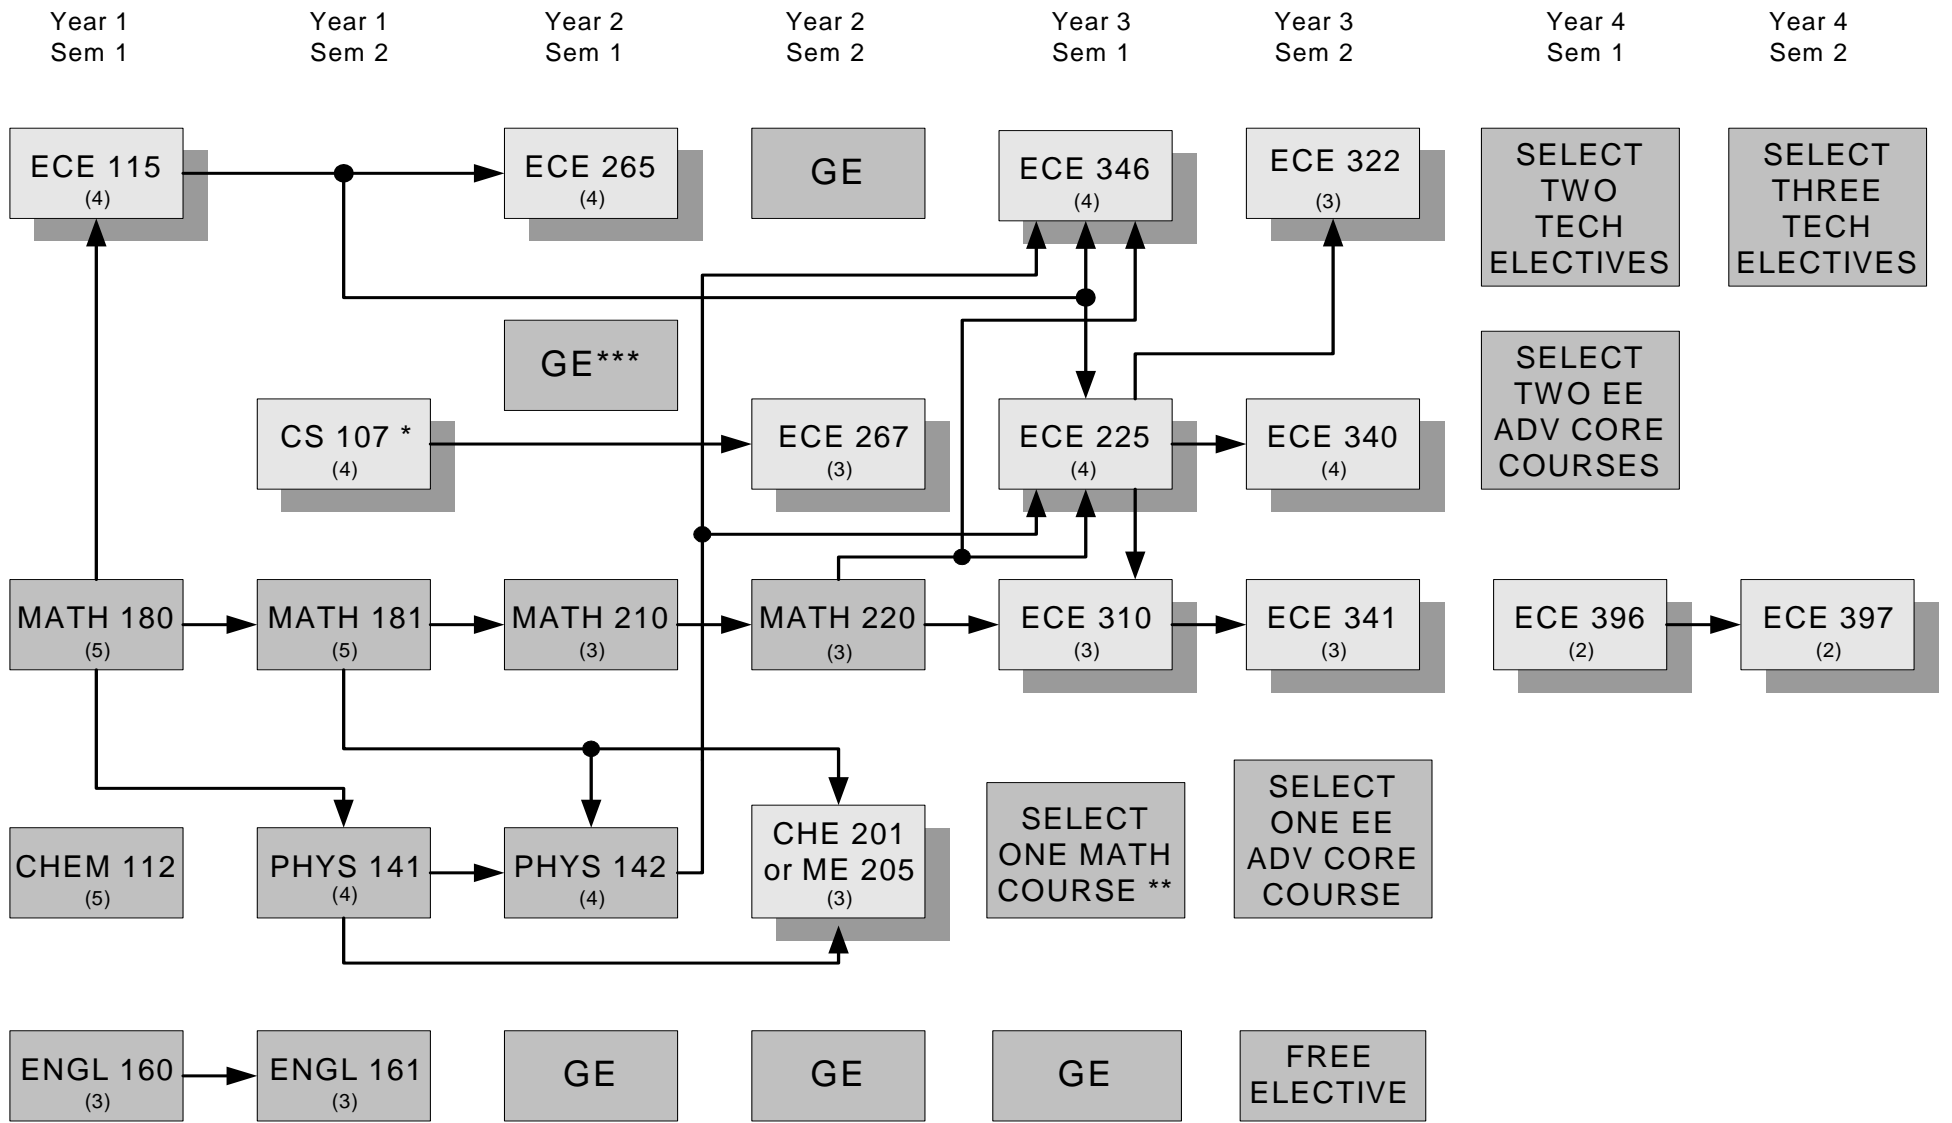 Year 1
Sem 1
Year 1
Sem 2
Year 2
Sem 1
Year 2
Sem 2
Year 3
Sem 1
Year 3
Sem 2
Year 4
Sem 1
Year 4
Sem 2
ECE 115
(4)
ECE 265
(4)
GE
ECE 346
(4)
ECE 322
(3)
SELECT
TWO
TECH
ELECTIVES
SELECT
THREE
TECH
ELECTIVES
GE***
SELECT
TWO EE
ADV CORE
COURSES
CS 107 *
(4)
ECE 267
(3)
ECE 225
(4)
ECE 340
(4)
MATH 180
(5)
MATH 181
(5)
MATH 210
(3)
MATH 220
(3)
ECE 310
(3)
ECE 341
(3)
ECE 396
(2)
ECE 397
(2)
CHEM 112
(5)
PHYS 141
(4)
PHYS 142
(4)
CHE 201
or ME 205
(3)
SELECT
ONE MATH
COURSE **
SELECT
ONE EE
ADV CORE
COURSE
ENGL 160
(3)
ENGL 161
(3)
GE
GE
GE
FREE
ELECTIVE